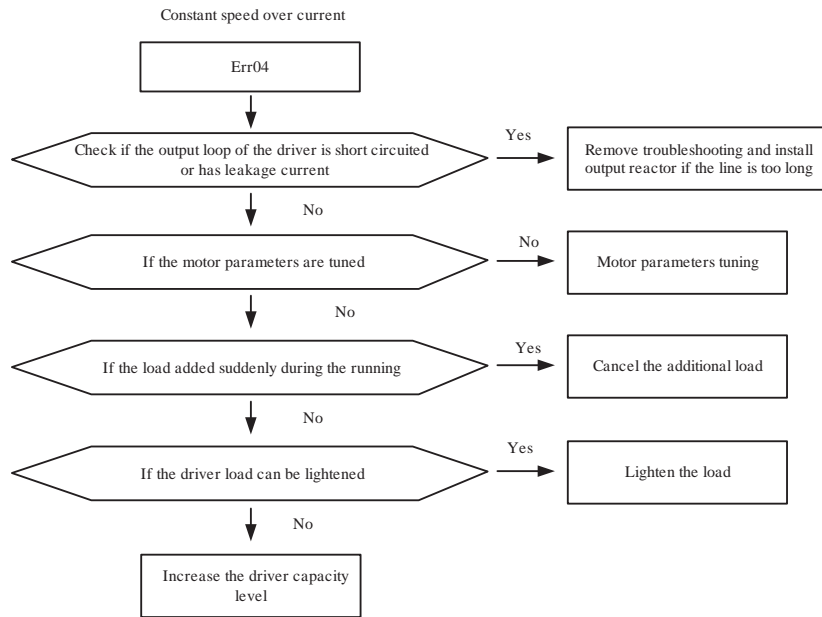 Constant speed over current
Err04
Check if the output loop of the driver is short circuited
or has leakage current
Yes
Remove troubleshooting and install
output reactor if the line is too long
No
If the motor parameters are tuned
No
Motor parameters tuning
No
If the load added suddenly during the running
Yes
Cancel the additional load
No
If the driver load can be lightened
Yes
Lighten the load
No
Increase the driver capacity
level